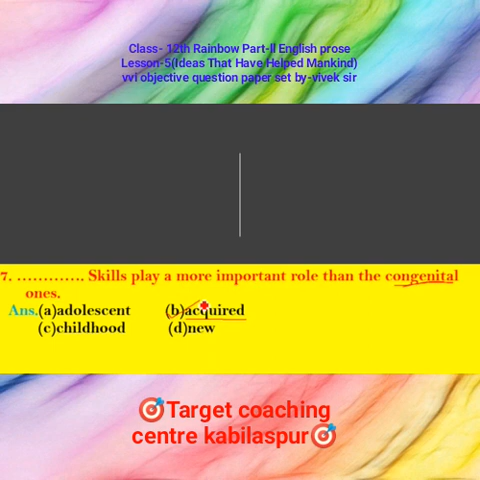 Class- 12th Rainbow Part-II English prose
Lesson-5(Ideas That Have Helped Mankind)
vvi objective question paper set by-vivek sir
7. ............. Skills play a more important role than the congenital
ones.
Ans.(a)adolescent (b)acquired
(c)childhood (d)new
🎯Target coaching
centre kabilaspur🎯